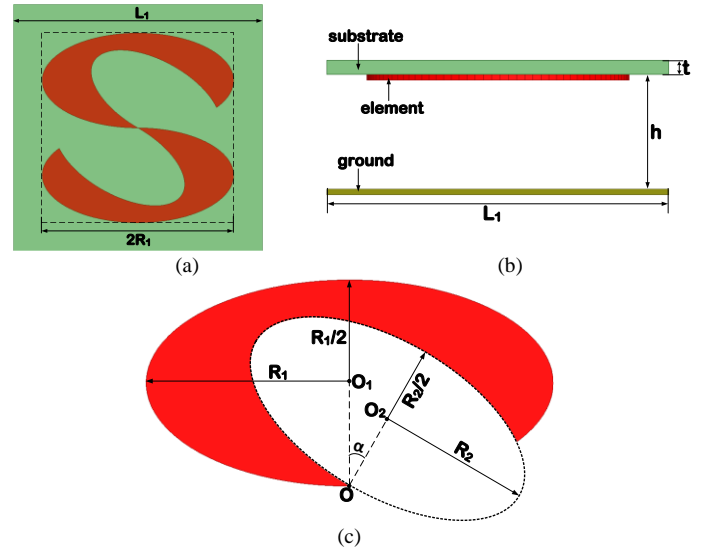 L₁
2R₁
(a)
substrate
t
element
h
ground
L₁
(b)
R₁/2
R₁
O₁
R₂/2
O₂
α
R₂
O
(c)